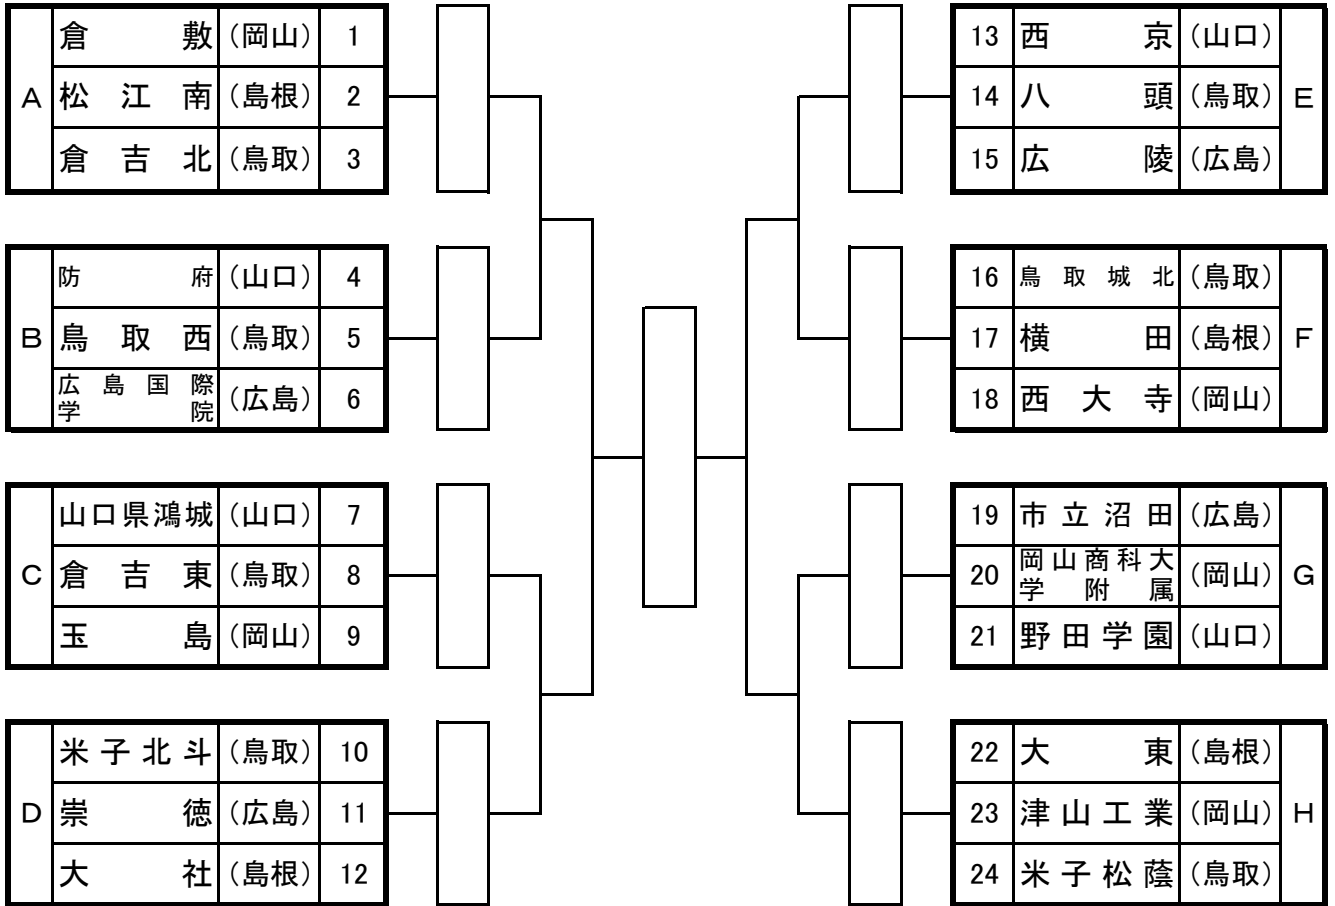 A
倉敷 (岡山) 1
松江南 (島根) 2
倉吉北 (鳥取) 3
B
防府 (山口) 4
鳥取西 (鳥取) 5
広島国際
学院 (広島) 6
C
山口県鴻城 (山口) 7
倉吉東 (鳥取) 8
玉島 (岡山) 9
D
米子北斗 (鳥取) 10
崇徳 (広島) 11
大社 (島根) 12
13 西京 (山口)
14 八頭 (鳥取)
15 広陵 (広島)
E
16 鳥取城北 (鳥取)
17 横田 (島根)
18 西大寺 (岡山)
F
19 市立沼田 (広島)
20 岡山商科大
学附属 (岡山)
21 野田学園 (山口)
G
22 大東 (島根)
23 津山工業 (岡山)
24 米子松蔭 (鳥取)
H